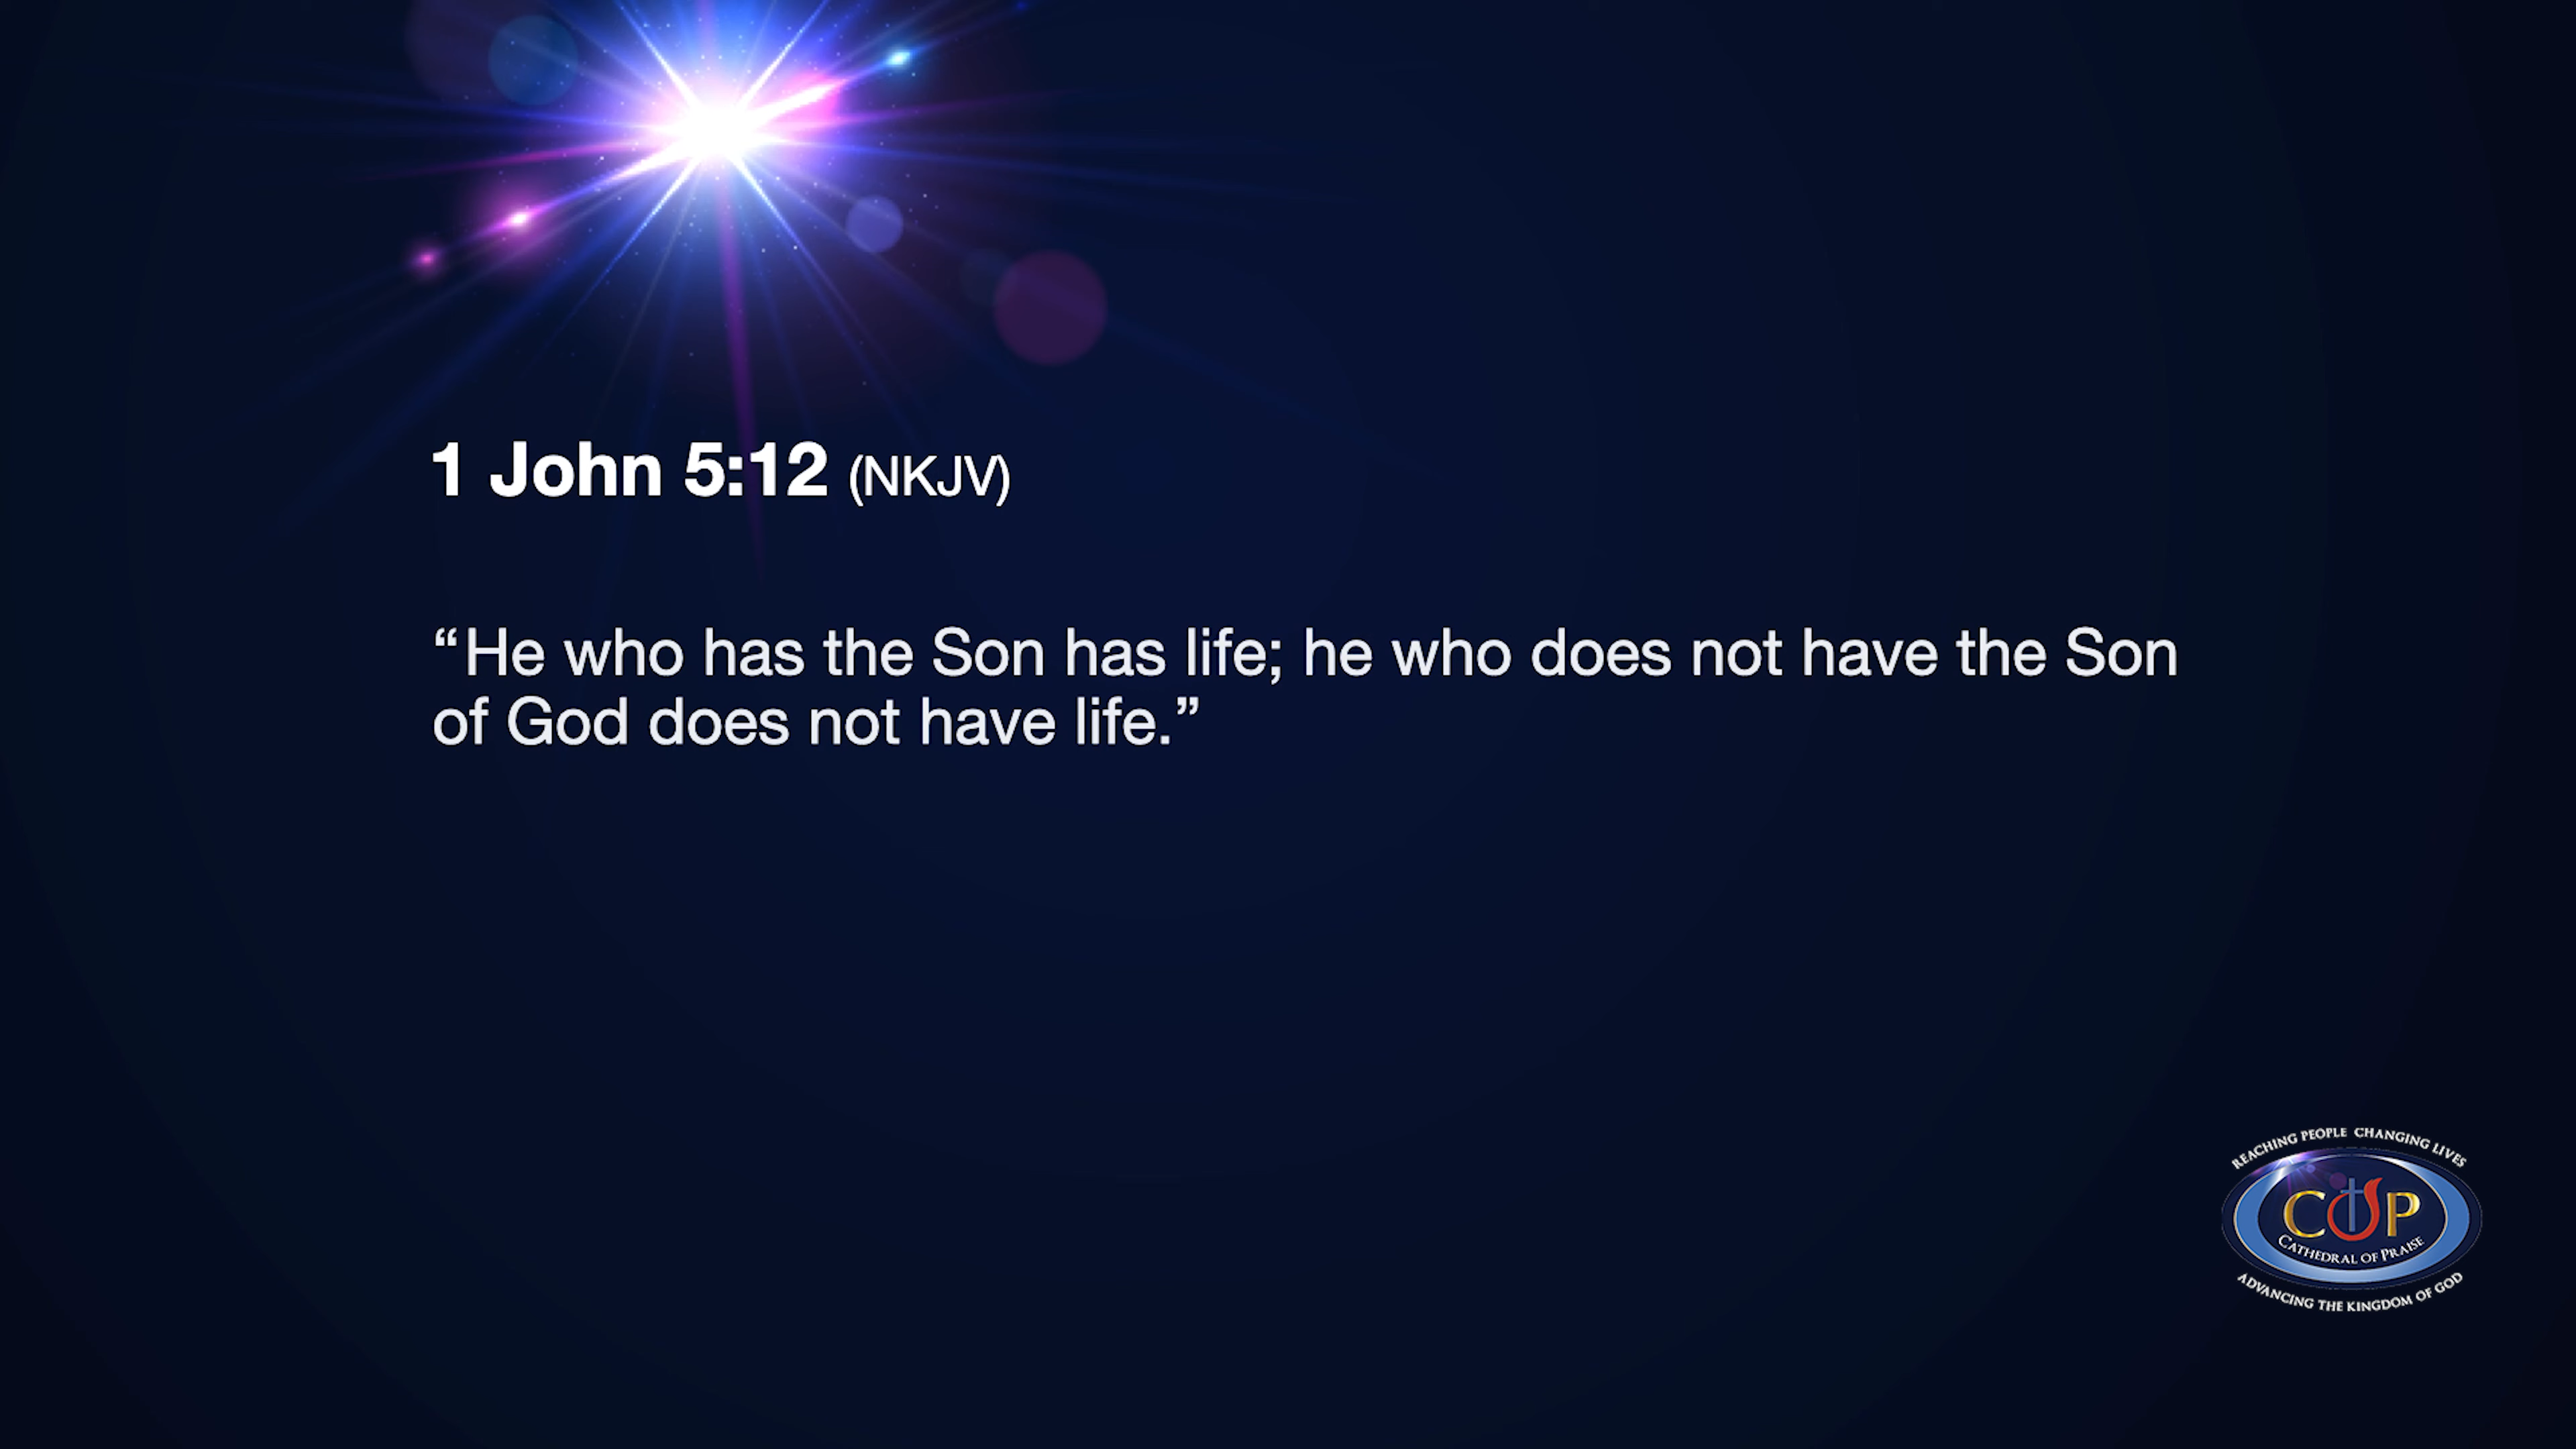 1 John 5:12 (NKJV)
“He who has the Son has life; he who does not have the Son
of God does not have life.”
REACHING PEOPLE CHANGING LIVES
COP
CATHEDRAL OF PRAISE
ADVANCING THE KINGDOM OF GOD